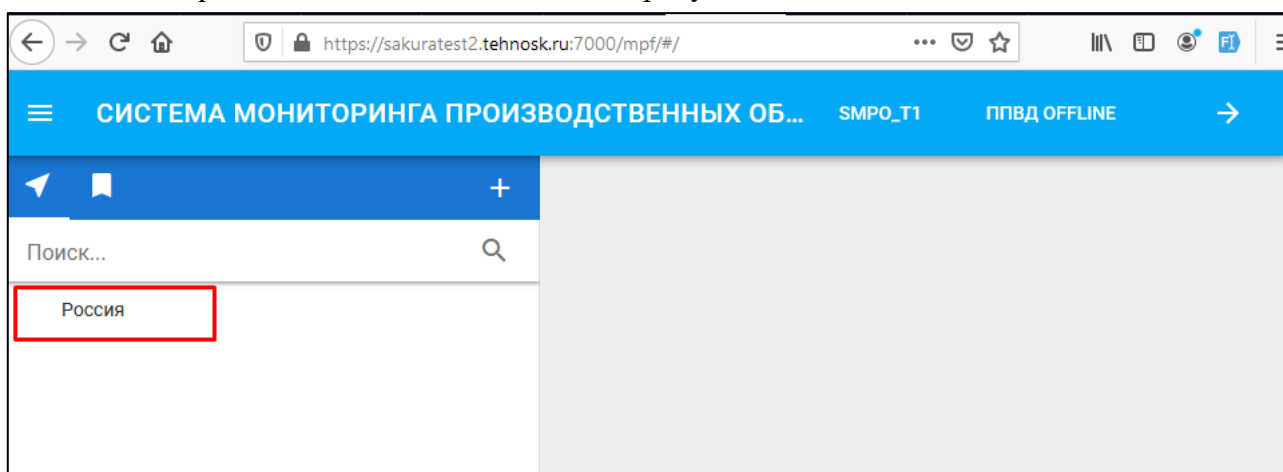 https://sakuratest2.tehnosk.ru:7000/mpf/#/
СИСТЕМА МОНИТОРИНГА ПРОИЗВОДСТВЕННЫХ ОБ... SMPO_T1 ППВД OFFLINE
Поиск...
Россия